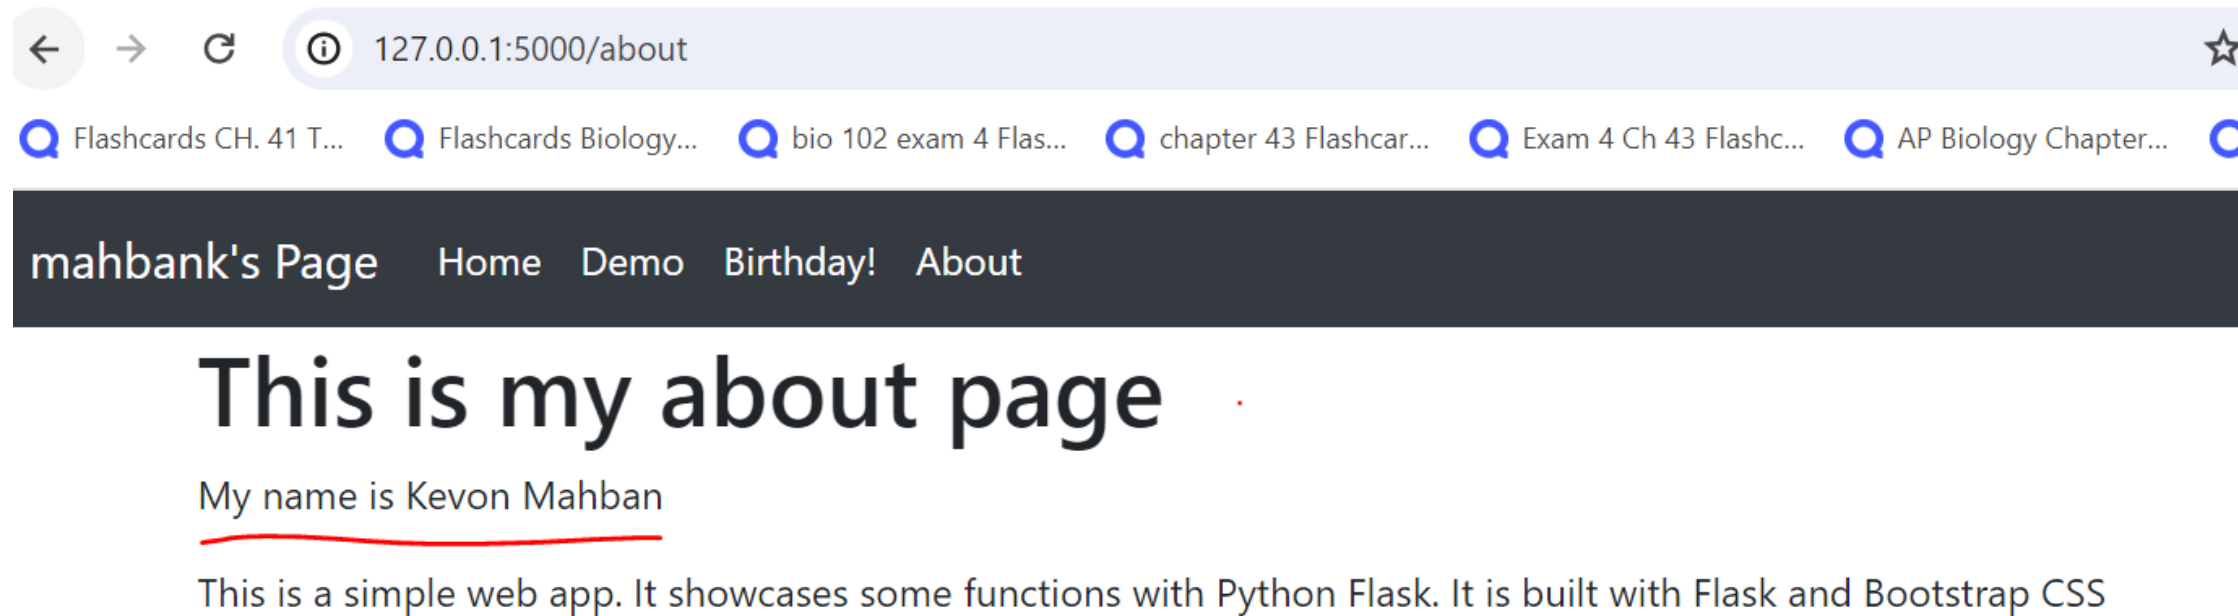 127.0.0.1:5000/about
Flashcards CH. 41 T... Flashcards Biology... bio 102 exam 4 Flas... chapter 43 Flashcar... Exam 4 Ch 43 Flashc... AP Biology Chapter...
mahbank's Page Home Demo Birthday! About
This is my about page
My name is Kevon Mahban
This is a simple web app. It showcases some functions with Python Flask. It is built with Flask and Bootstrap CSS